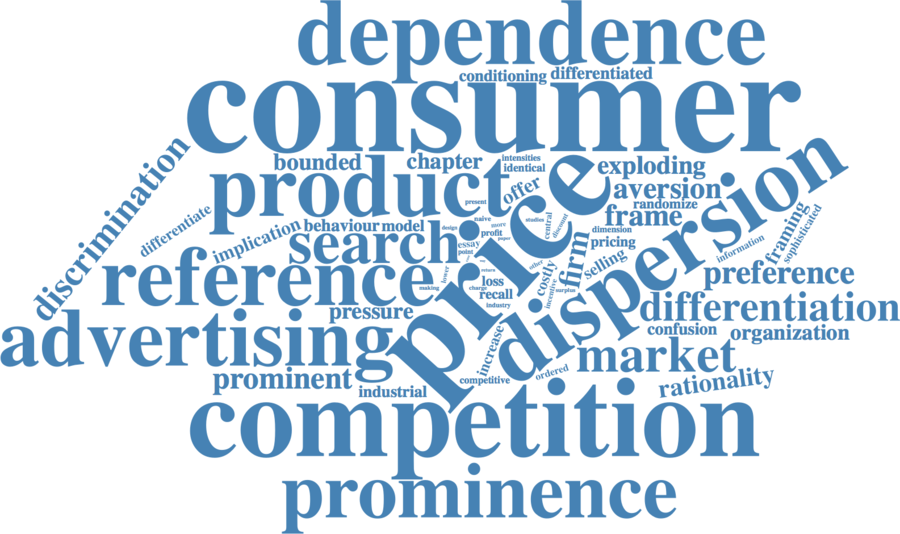 dependence
conditioning
differentiated
consumer
bounded
chapter
intensities
identical
exploding
discrimination
product
offer
aversion
present
randomize
frame
differentiate
implication
behaviour
model
design
naive
more
studies
central
discount
dimension
framing
sophisticated
search
essay
profit
paper
point
pricing
firm
information
price
dispersion
reference
lower
return
other
costly
selling
preference
making
charge
loss
recall
incentive
surplus
industry
pressure
differentiation
advertising
confusion
organization
increase
market
prominent
industrial
competitive
ordered
rationality
competition
prominence